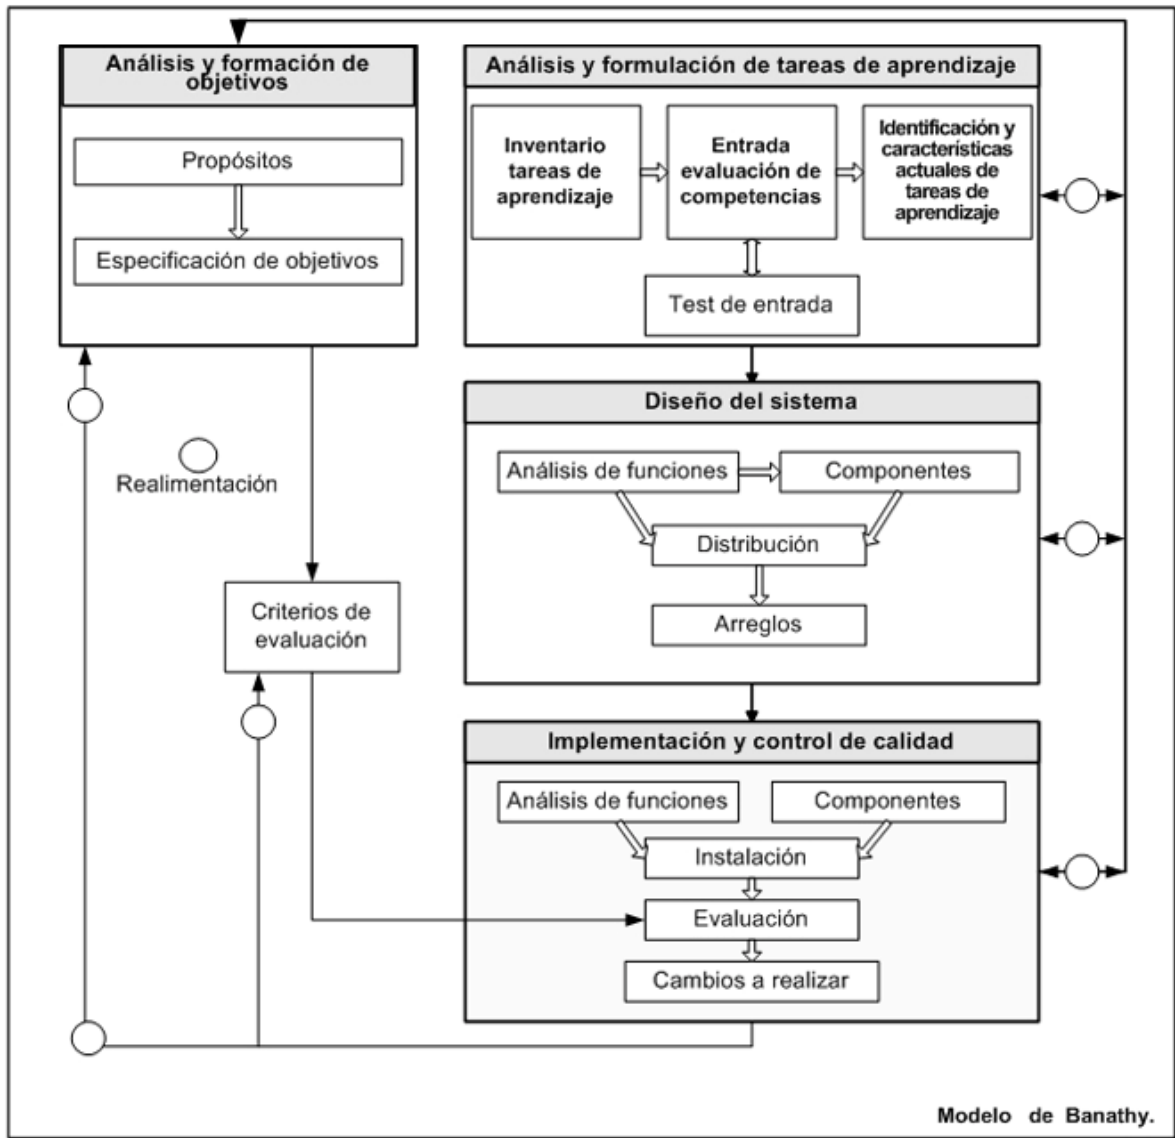 Análisis y formación de
objetivos
Propósitos
Especificación de objetivos
Análisis y formulación de tareas de aprendizaje
Inventario
tareas de
aprendizaje
Entrada
evaluación de
competencias
Identificación y
características
actuales de
tareas de
aprendizaje
Test de entrada
Realimentación
Criterios de
evaluación
Diseño del sistema
Análisis de funciones
Componentes
Distribución
Arreglos
Implementación y control de calidad
Análisis de funciones
Componentes
Instalación
Evaluación
Cambios a realizar
Modelo de Banathy.